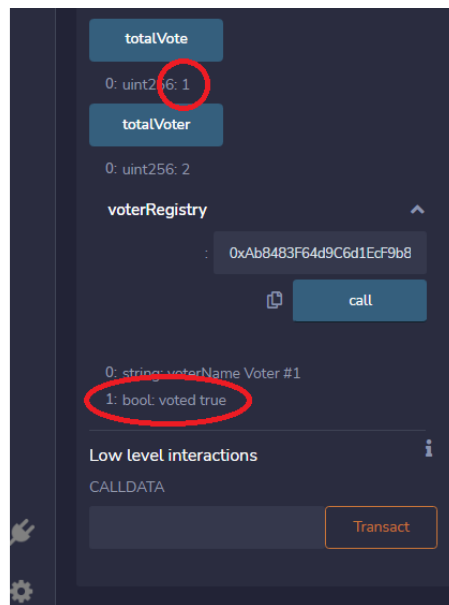 totalVote
0: uint256: 1
totalVoter
0: uint256: 2
voterRegistry
: 0xAb8483F64d9C6d1EcF9b8
call
0: string: voterName Voter #1
1: bool: voted true
Low level interactions
i
CALLDATA
Transact